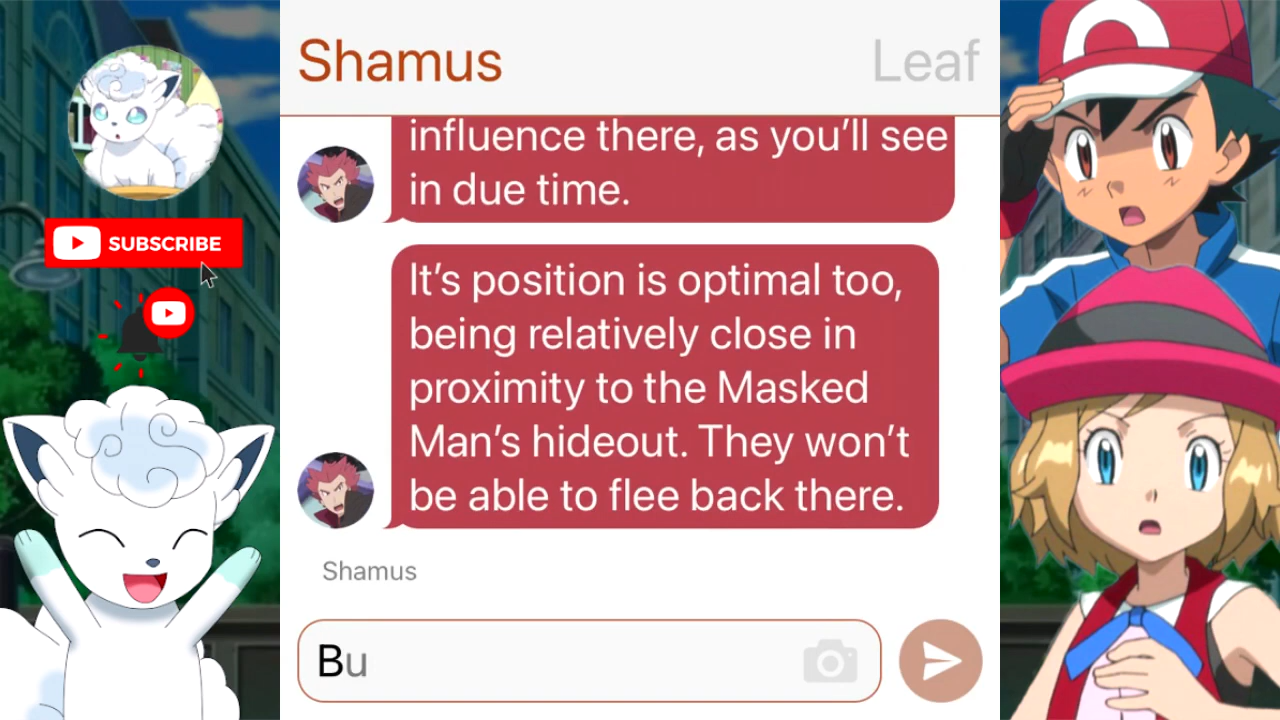 Shamus
Leaf
influence there, as you’ll see
in due time.
It’s position is optimal too,
being relatively close in
proximity to the Masked
Man’s hideout. They won’t
be able to flee back there.
Shamus
Bu
SUBSCRIBE